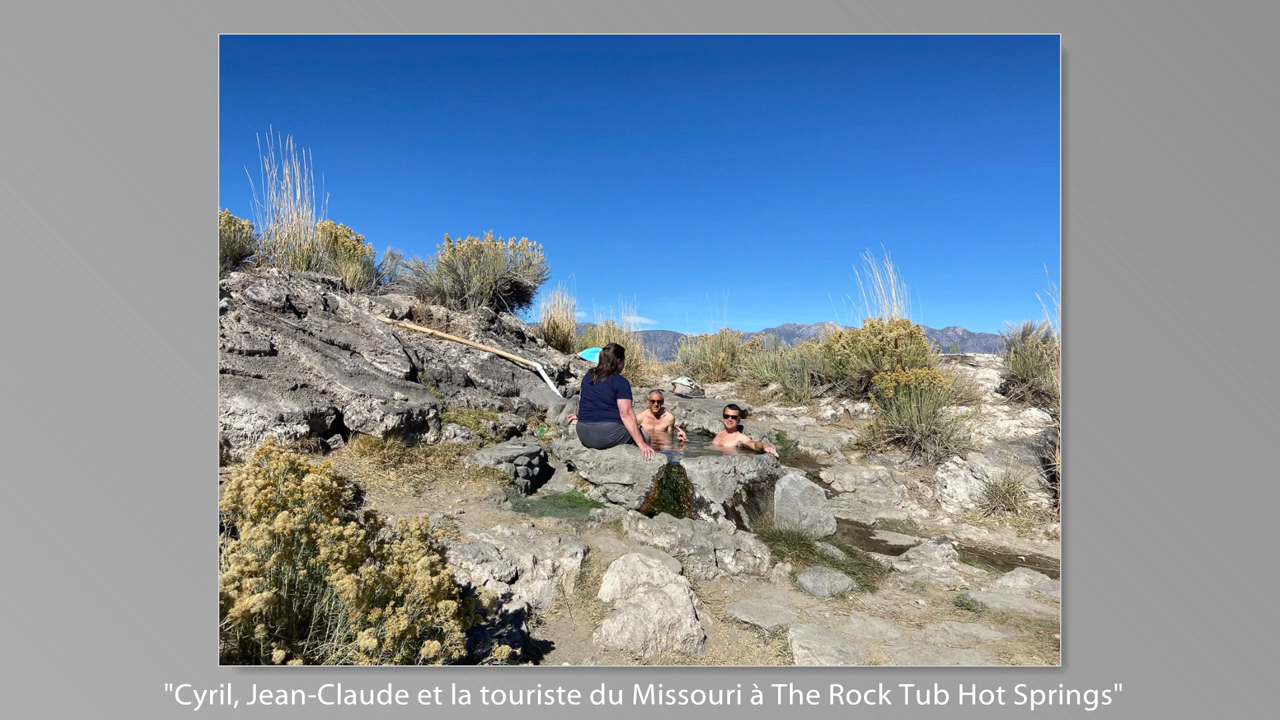 "Cyril, Jean-Claude et la touriste du Missouri à The Rock Tub Hot Springs"